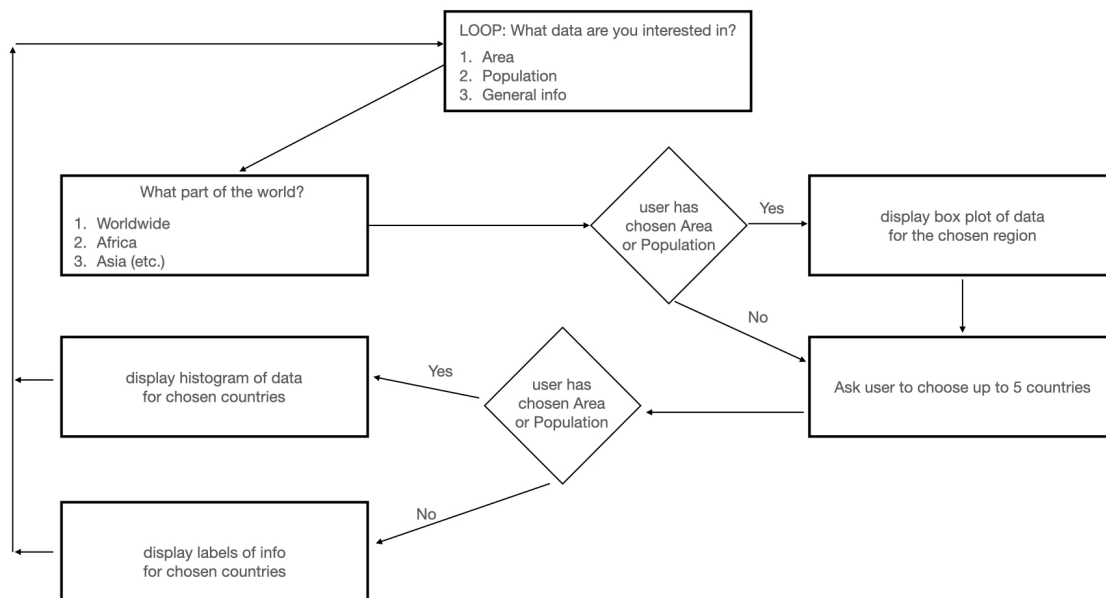 LOOP: What data are you interested in?
1. Area
2. Population
3. General info
What part of the world?
1. Worldwide
2. Africa
3. Asia (etc.)
user has
chosen Area
or Population
Yes
display box plot of data
for the chosen region
No
Ask user to choose up to 5 countries
user has
chosen Area
or Population
Yes
display histogram of data
for chosen countries
No
display labels of info
for chosen countries